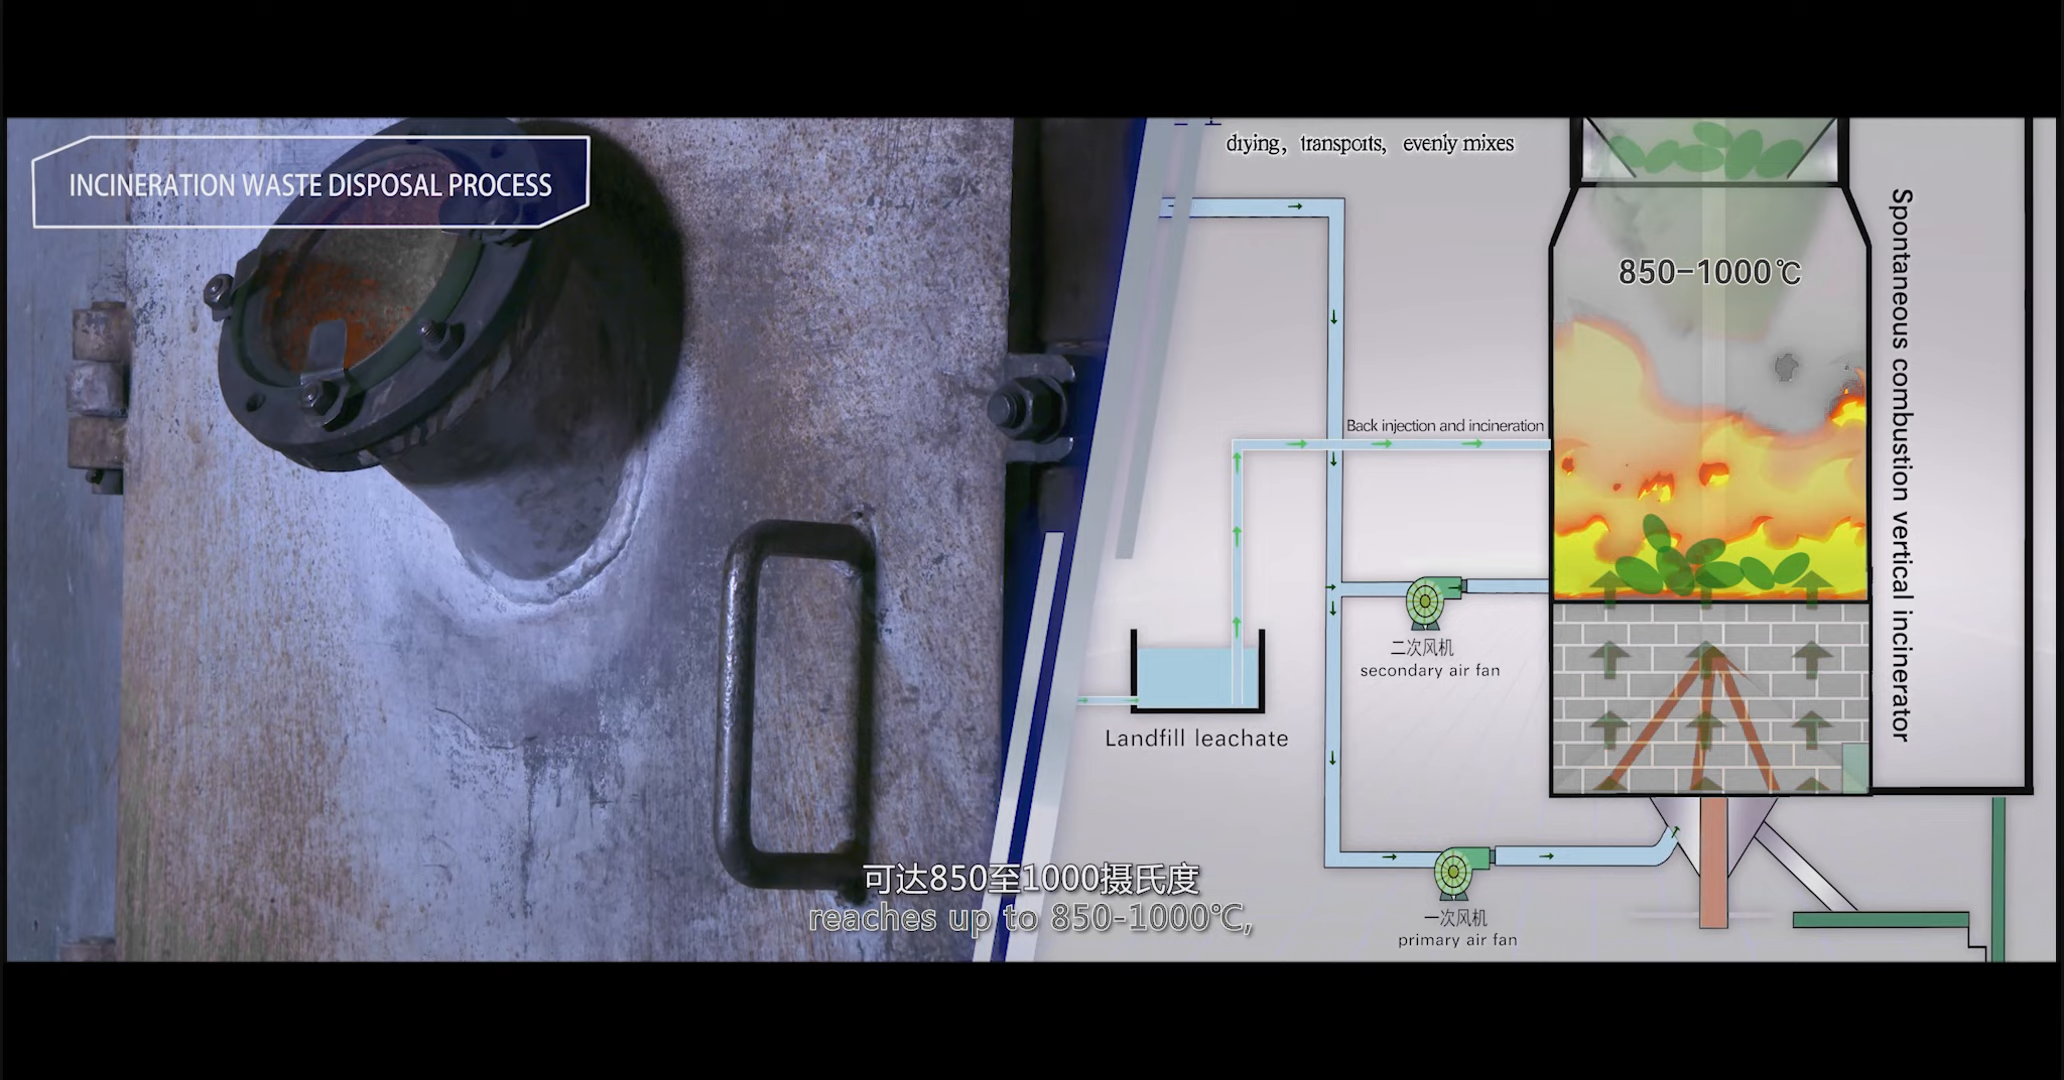 INCINERATION WASTE DISPOSAL PROCESS
drying, transports, evenly mixes
850-1000℃
Spontaneous combustion vertical incinerator
Back injection and incineration
二次风机
secondary air fan
Landfill leachate
一次风机
primary air fan
可达850至1000摄氏度
reaches up to 850-1000℃,